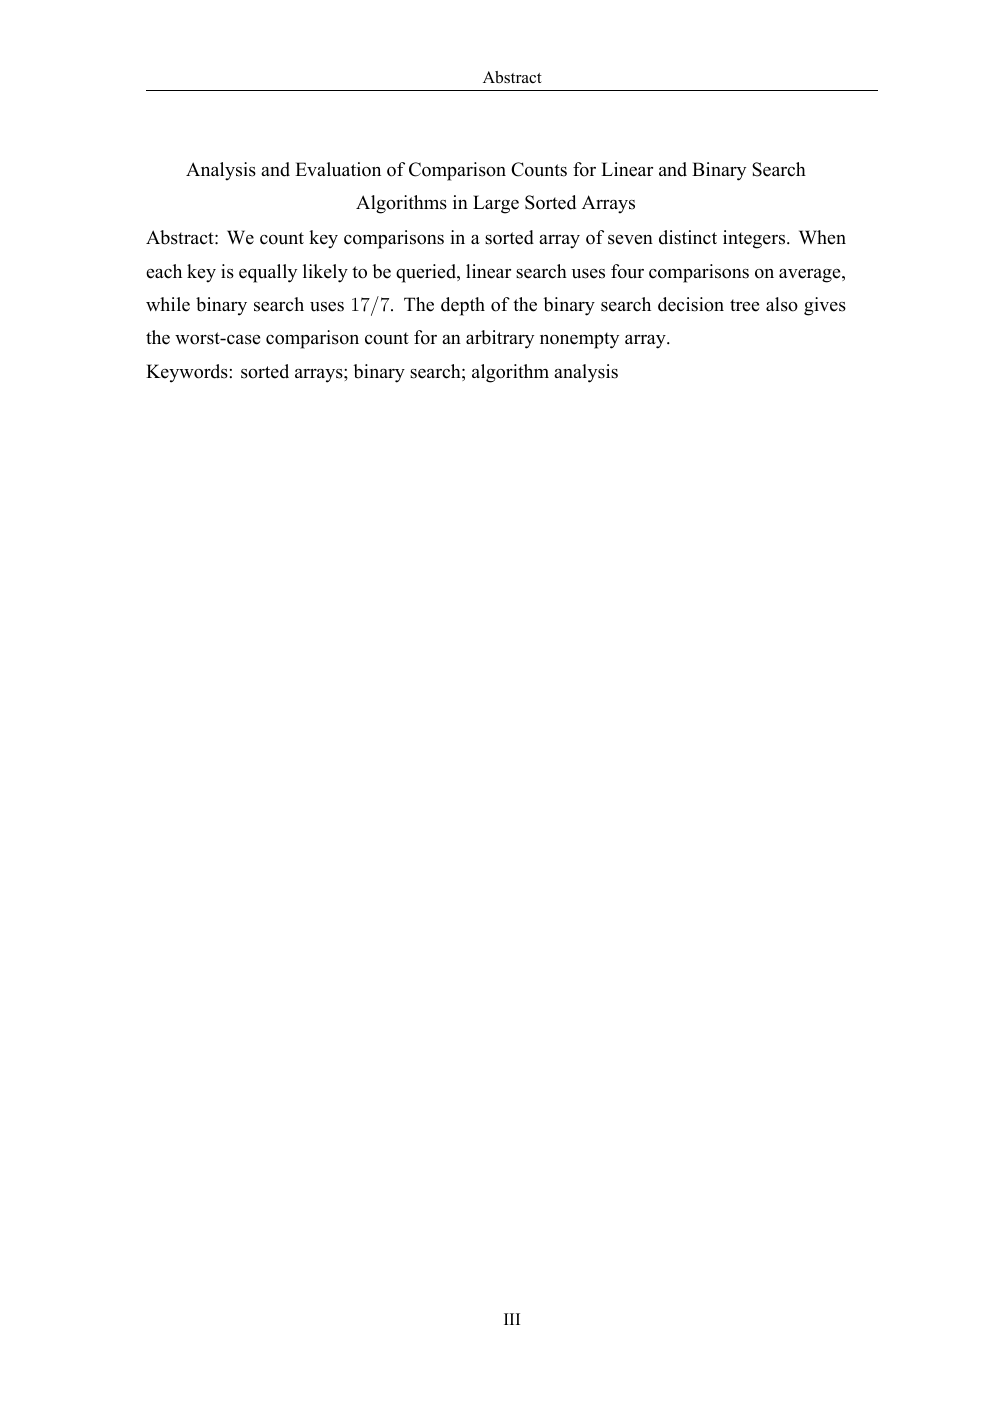 Abstract
Analysis and Evaluation of Comparison Counts for Linear and Binary Search
Algorithms in Large Sorted Arrays
Abstract: We count key comparisons in a sorted array of seven distinct integers. When
each key is equally likely to be queried, linear search uses four comparisons on average,
while binary search uses 17/7. The depth of the binary search decision tree also gives
the worst-case comparison count for an arbitrary nonempty array.
Keywords: sorted arrays; binary search; algorithm analysis
III